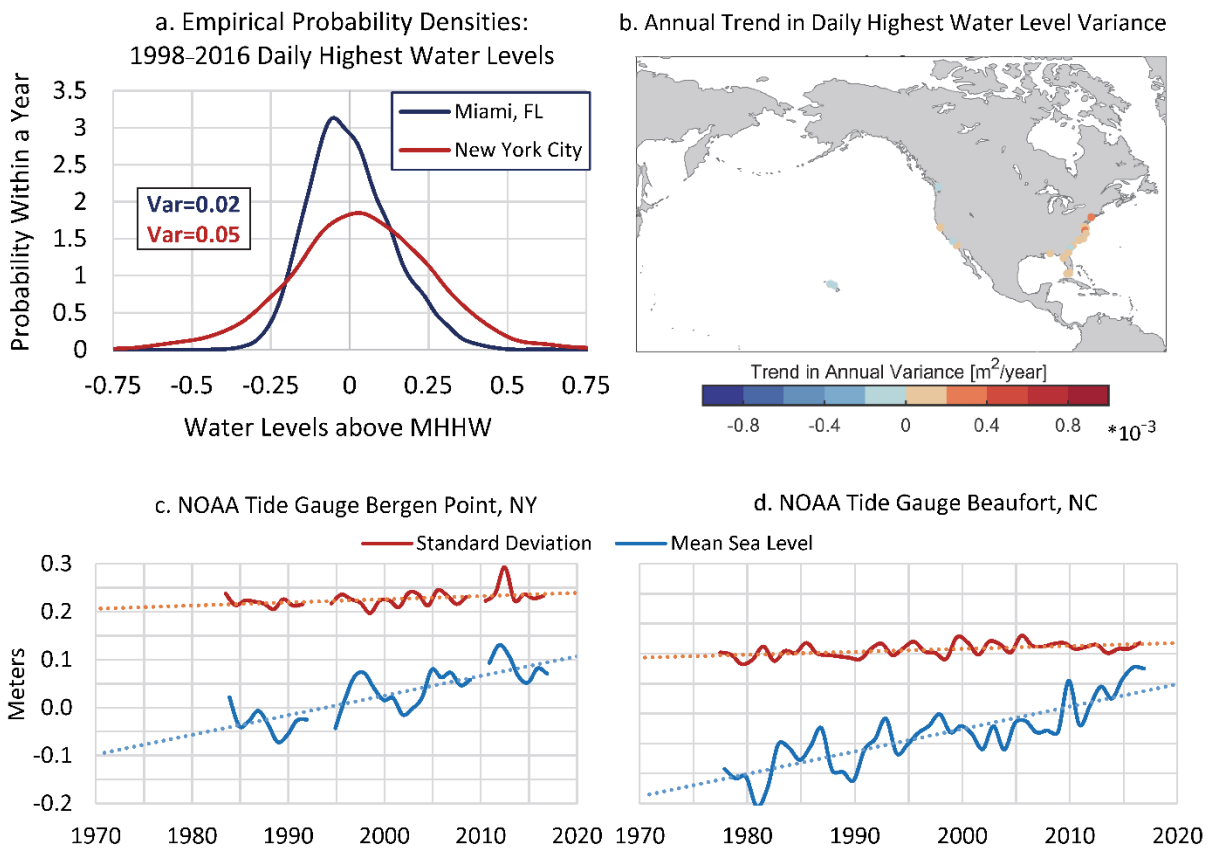 a. Empirical Probability Densities:
1998-2016 Daily Highest Water Levels
Probability Within a Year
3.5
3
2.5
2
1.5
1
0.5
0
Miami, FL
New York City
Var=0.02
Var=0.05
-0.75 -0.5 -0.25 0 0.25 0.5 0.75
Water Levels above MHHW
b. Annual Trend in Daily Highest Water Level Variance
Trend in Annual Variance [m²/year]
-0.8 -0.4 0 0.4 0.8 *10⁻³
c. NOAA Tide Gauge Bergen Point, NY
d. NOAA Tide Gauge Beaufort, NC
Standard Deviation Mean Sea Level
Meters
0.3
0.2
0.1
0.0
-0.1
-0.2
1970 1980 1990 2000 2010 2020
1970 1980 1990 2000 2010 2020